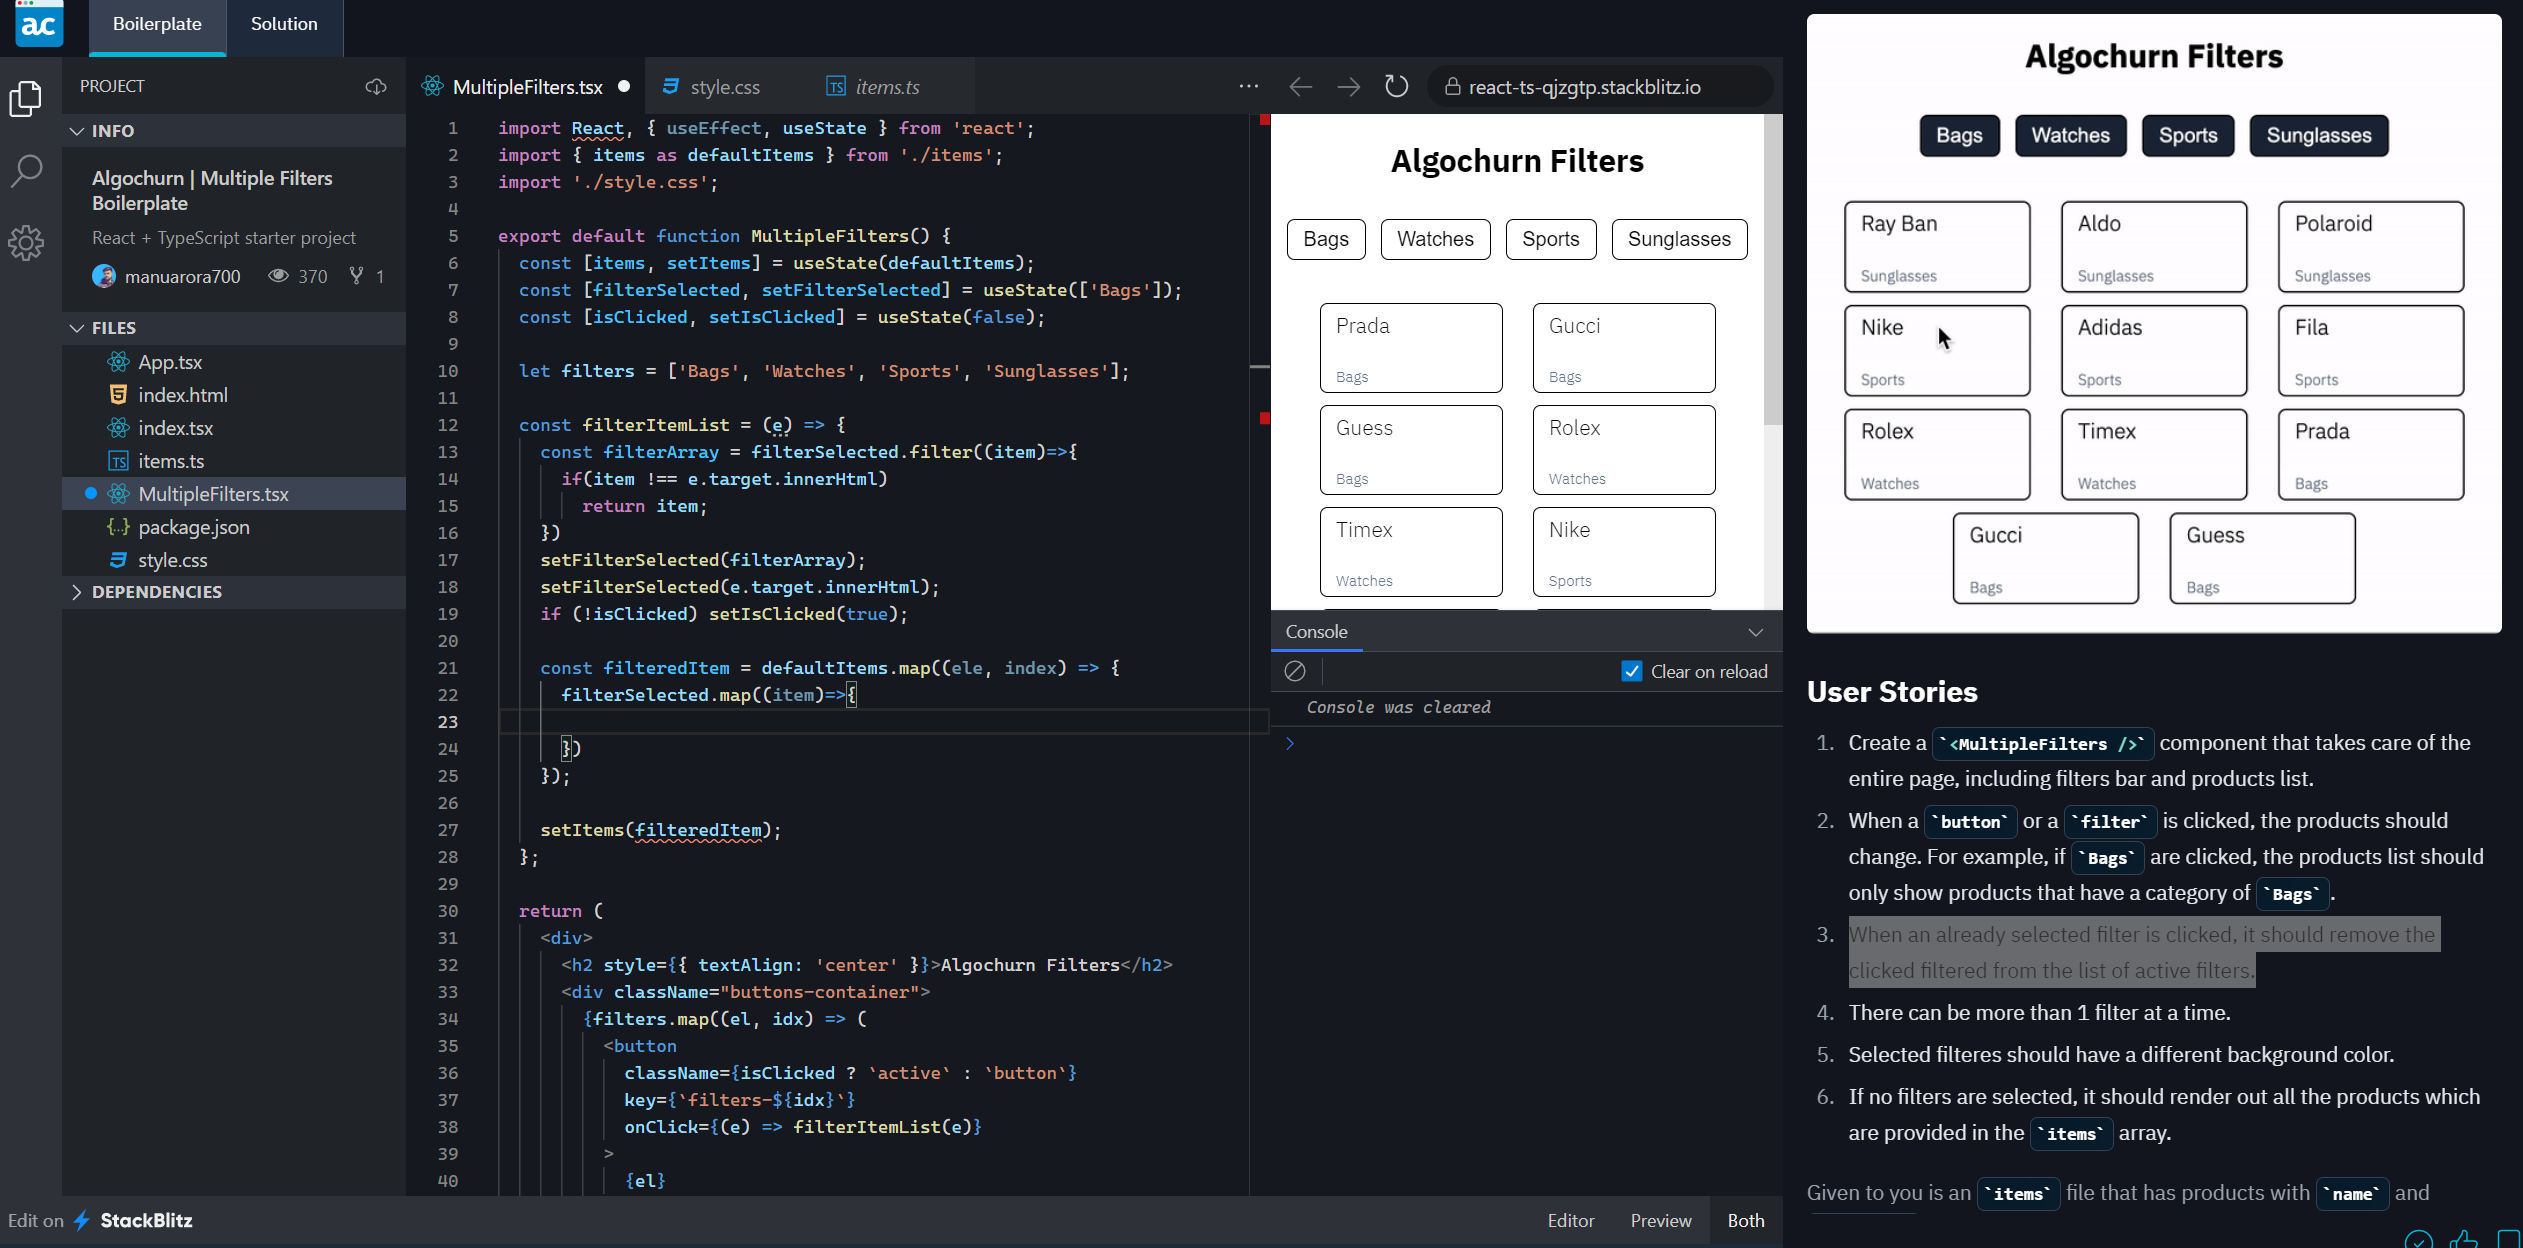 ac
Boilerplate
Solution
PROJECT
INFO
Algochurn | Multiple Filters
Boilerplate
React + TypeScript starter project
manuarora700 370 1
FILES
App.tsx
index.html
index.tsx
TS items.ts
MultipleFilters.tsx
{..} package.json
style.css
DEPENDENCIES
MultipleFilters.tsx
style.css
TS items.ts
1 import React, { useEffect, useState } from 'react';
2 import { items as defaultItems } from './items';
3 import './style.css';
4
5 export default function MultipleFilters() {
6 const [items, setItems] = useState(defaultItems);
7 const [filterSelected, setFilterSelected] = useState(['Bags']);
8 const [isClicked, setIsClicked] = useState(false);
9
10 let filters = ['Bags', 'Watches', 'Sports', 'Sunglasses'];
11
12 const filterItemList = (e) => {
13 const filterArray = filterSelected.filter((item)=>{
14 if(item !== e.target.innerHtml)
15 return item;
16 })
17 setFilterSelected(filterArray);
18 setFilterSelected(e.target.innerHtml);
19 if (!isClicked) setIsClicked(true);
20
21 const filteredItem = defaultItems.map((ele, index) => {
22 filterSelected.map((item)=>{
23
24 })
25 });
26
27 setItems(filteredItem);
28 };
29
30 return (
31 <div>
32 <h2 style={{ textAlign: 'center' }}>Algochurn Filters</h2>
33 <div className="buttons-container">
34 {filters.map((el, idx) => (
35 <button
36 className={isClicked ? `active` : `button`}
37 key={`filters-${idx}`}
38 onClick={(e) => filterItemList(e)}
39 >
40 {el}
react-ts-qjzgtp.stackblitz.io
Algochurn Filters
Bags Watches Sports Sunglasses
Prada Gucci
Bags Bags
Guess Rolex
Bags Watches
Timex Nike
Watches Sports
Console
Clear on reload
Console was cleared
Edit on StackBlitz
Editor Preview Both
Algochurn Filters
Bags Watches Sports Sunglasses
Ray Ban Aldo Polaroid
Sunglasses Sunglasses Sunglasses
Nike Adidas Fila
Sports Sports Sports
Rolex Timex Prada
Watches Watches Bags
Gucci Guess
Bags Bags
User Stories
1. Create a `<MultipleFilters />` component that takes care of the
entire page, including filters bar and products list.
2. When a `button` or a `filter` is clicked, the products should
change. For example, if `Bags` are clicked, the products list should
only show products that have a category of `Bags`.
3. When an already selected filter is clicked, it should remove the
clicked filtered from the list of active filters.
4. There can be more than 1 filter at a time.
5. Selected filteres should have a different background color.
6. If no filters are selected, it should render out all the products which
are provided in the `items` array.
Given to you is an `items` file that has products with `name` and